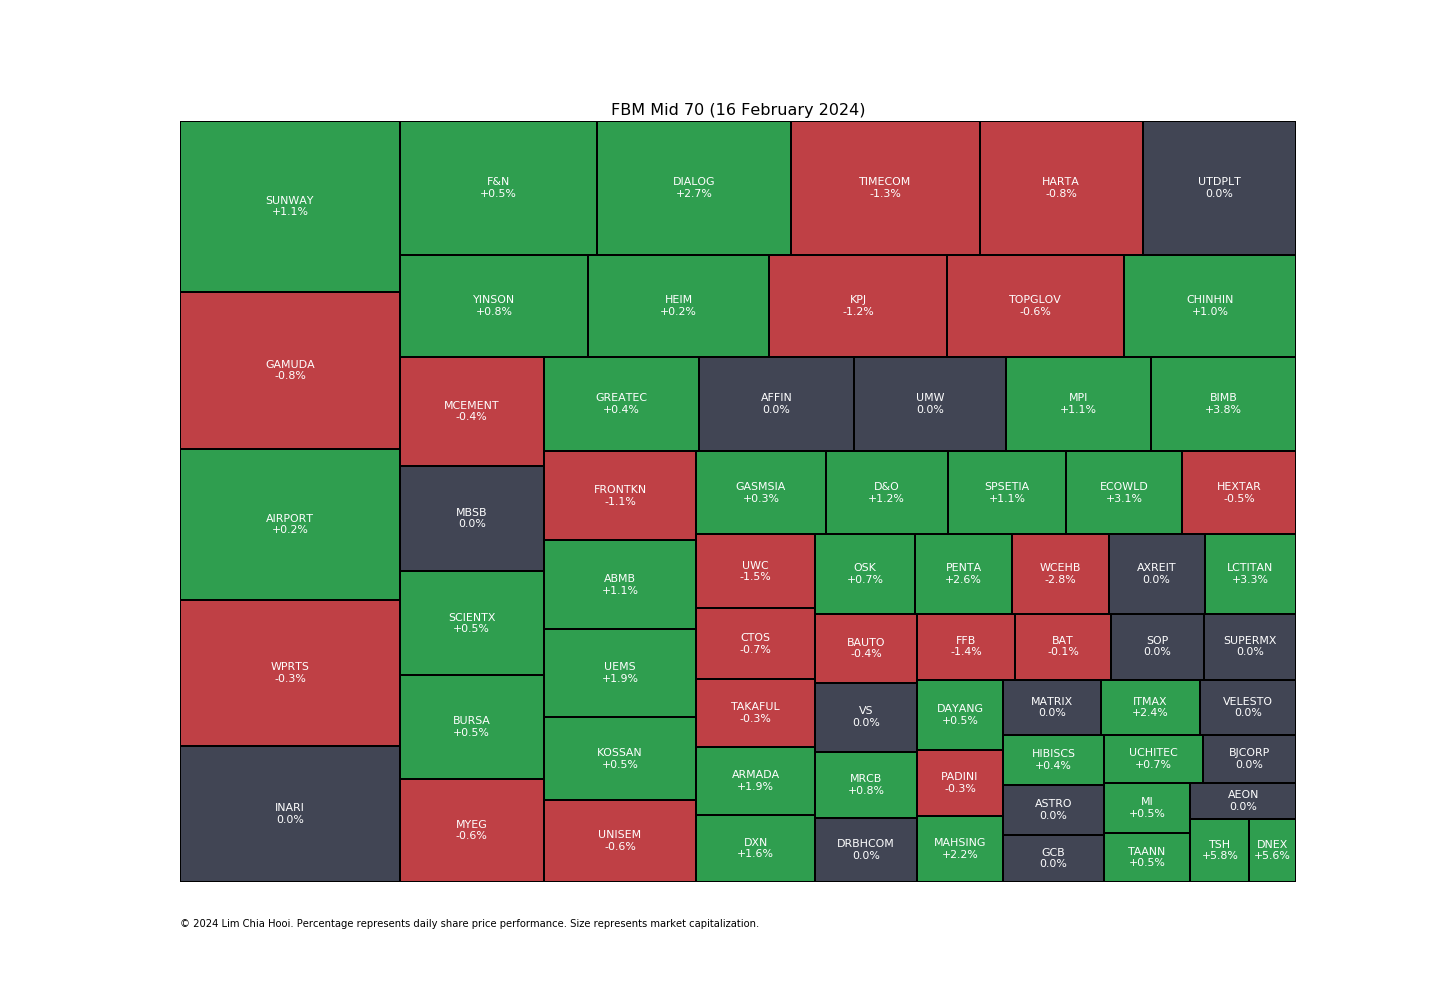 FBM Mid 70 (16 February 2024)
SUNWAY
+1.1%
GAMUDA
-0.8%
AIRPORT
+0.2%
WPRTS
-0.3%
INARI
0.0%
F&N
+0.5%
DIALOG
+2.7%
TIMECOM
-1.3%
HARTA
-0.8%
UTDPLT
0.0%
YINSON
+0.8%
HEIM
+0.2%
KPJ
-1.2%
TOPGLOV
-0.6%
CHINHIN
+1.0%
MCEMENT
-0.4%
MBSB
0.0%
SCIENTX
+0.5%
BURSA
+0.5%
MYEG
-0.6%
GREATEC
+0.4%
AFFIN
0.0%
UMW
0.0%
MPI
+1.1%
BIMB
+3.8%
FRONTKN
-1.1%
ABMB
+1.1%
UEMS
+1.9%
KOSSAN
+0.5%
UNISEM
-0.6%
GASMSIA
+0.3%
D&O
+1.2%
SPSETIA
+1.1%
ECOWLD
+3.1%
HEXTAR
-0.5%
UWC
-1.5%
CTOS
-0.7%
TAKAFUL
-0.3%
ARMADA
+1.9%
DXN
+1.6%
OSK
+0.7%
PENTA
+2.6%
WCEHB
-2.8%
AXREIT
0.0%
LCTITAN
+3.3%
BAUTO
-0.4%
VS
0.0%
MRCB
+0.8%
DRBHCOM
0.0%
FFB
-1.4%
BAT
-0.1%
SOP
0.0%
SUPERMX
0.0%
DAYANG
+0.5%
PADINI
-0.3%
MAHSING
+2.2%
MATRIX
0.0%
ITMAX
+2.4%
VELESTO
0.0%
HIBISCS
+0.4%
ASTRO
0.0%
GCB
0.0%
UCHITEC
+0.7%
BJCORP
0.0%
MI
+0.5%
TAANN
+0.5%
AEON
0.0%
TSH
+5.8%
DNEX
+5.6%
© 2024 Lim Chia Hooi. Percentage represents daily share price performance. Size represents market capitalization.